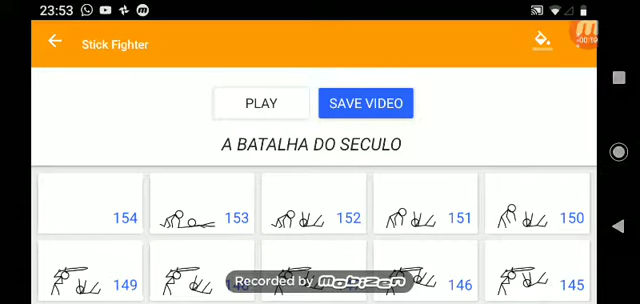 23:53
Stick Fighter
PLAY
SAVE VIDEO
A BATALHA DO SECULO
154
153
152
151
150
149
146
145
Recorded by mobizen